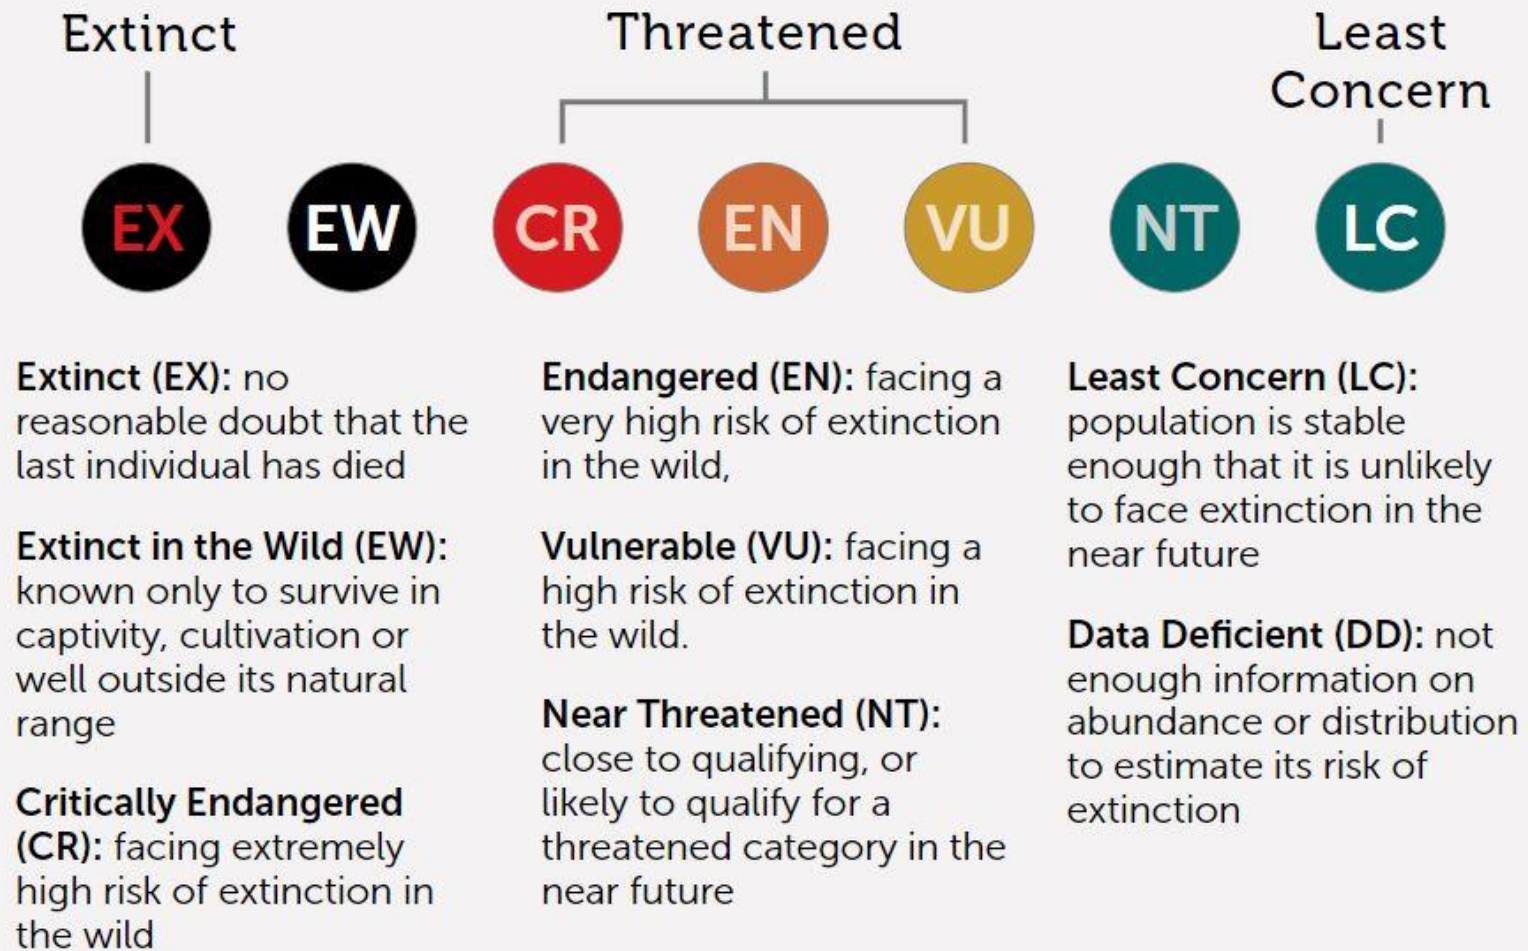 Extinct
Threatened
Least
Concern
EX
EW
CR
EN
VU
NT
LC
Extinct (EX): no
reasonable doubt that the
last individual has died
Extinct in the Wild (EW):
known only to survive in
captivity, cultivation or
well outside its natural
range
Critically Endangered
(CR): facing extremely
high risk of extinction in
the wild
Endangered (EN): facing a
very high risk of extinction
in the wild,
Vulnerable (VU): facing a
high risk of extinction in
the wild.
Near Threatened (NT):
close to qualifying, or
likely to qualify for a
threatened category in the
near future
Least Concern (LC):
population is stable
enough that it is unlikely
to face extinction in the
near future
Data Deficient (DD): not
enough information on
abundance or distribution
to estimate its risk of
extinction